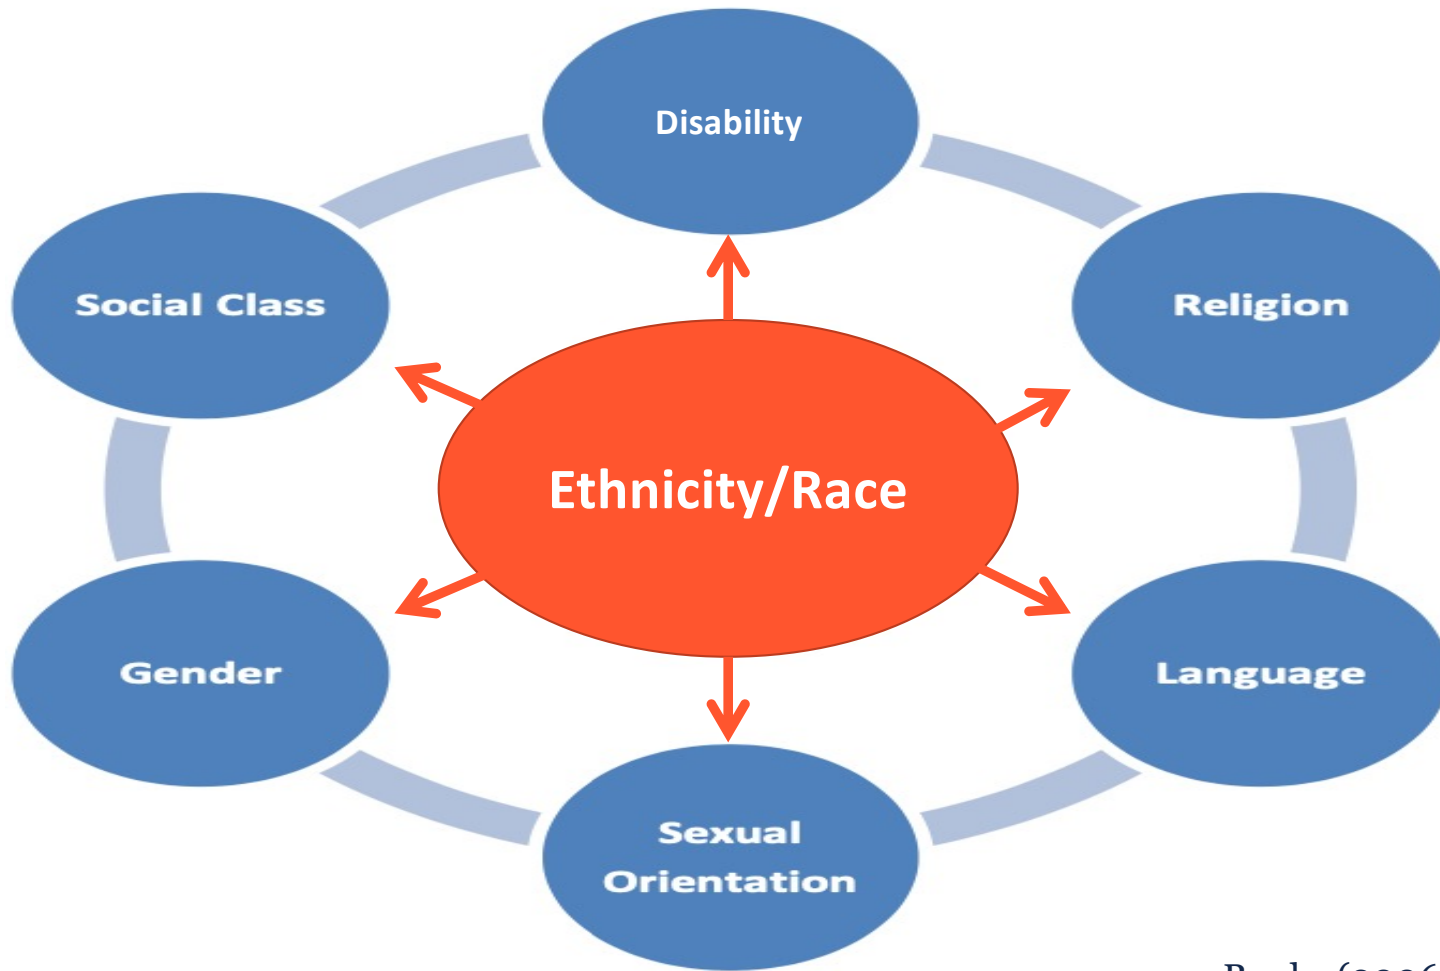 Disability
Social Class
Religion
Ethnicity/Race
Gender
Language
Sexual
Orientation